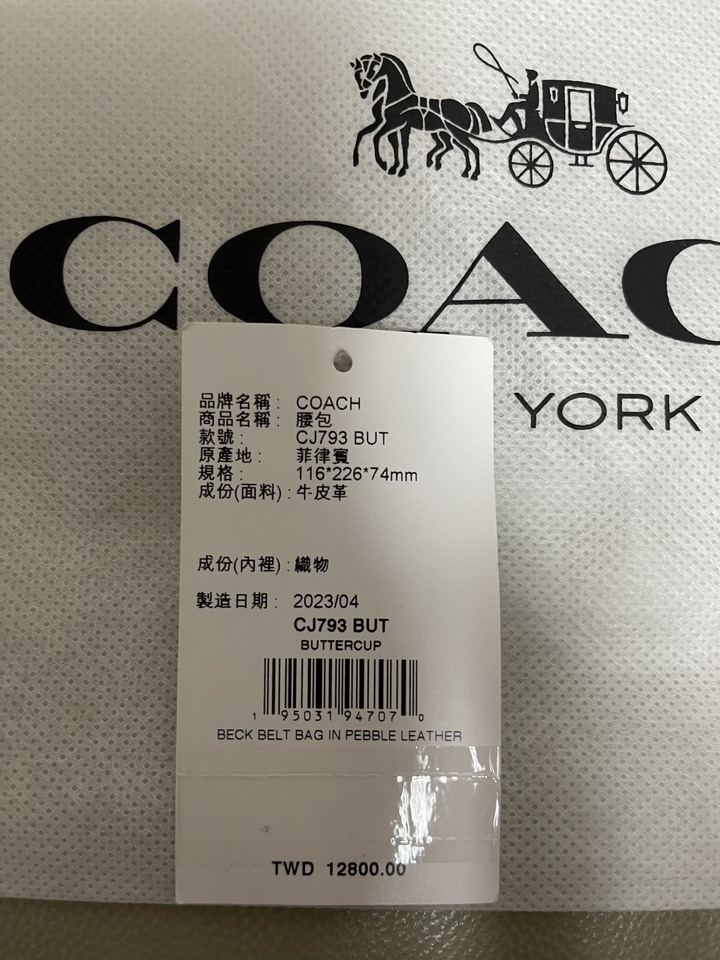 COAC
YORK
品牌名稱: COACH
商品名稱: 腰包
款號: CJ793 BUT
原產地: 菲律賓
規格: 116*226*74mm
成份(面料): 牛皮革
成份(內裡): 織物
製造日期: 2023/04
CJ793 BUT
BUTTERCUP
1 95031 94707 0
BECK BELT BAG IN PEBBLE LEATHER
TWD 12800.00